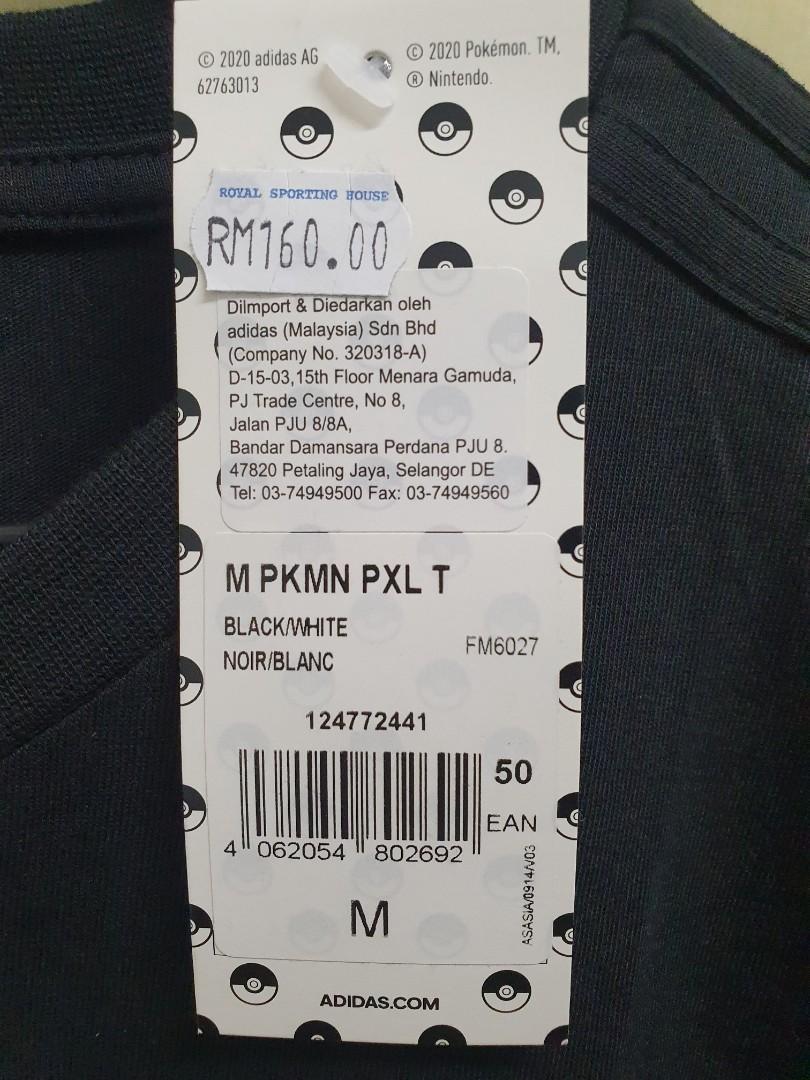 © 2020 adidas AG
62763013
© 2020 Pokémon. TM,
® Nintendo.
ROYAL SPORTING HOUSE
RM160.00
DiImport & Diedarkan oleh
adidas (Malaysia) Sdn Bhd
(Company No. 320318-A)
D-15-03,15th Floor Menara Gamuda,
PJ Trade Centre, No 8,
Jalan PJU 8/8A,
Bandar Damansara Perdana PJU 8.
47820 Petaling Jaya, Selangor DE
Tel: 03-74949500 Fax: 03-74949560
M PKMN PXL T
BLACK/WHITE
NOIR/BLANC
FM6027
124772441
50
EAN
4 062054 802692
ASASIA/0914/V03
M
ADIDAS.COM